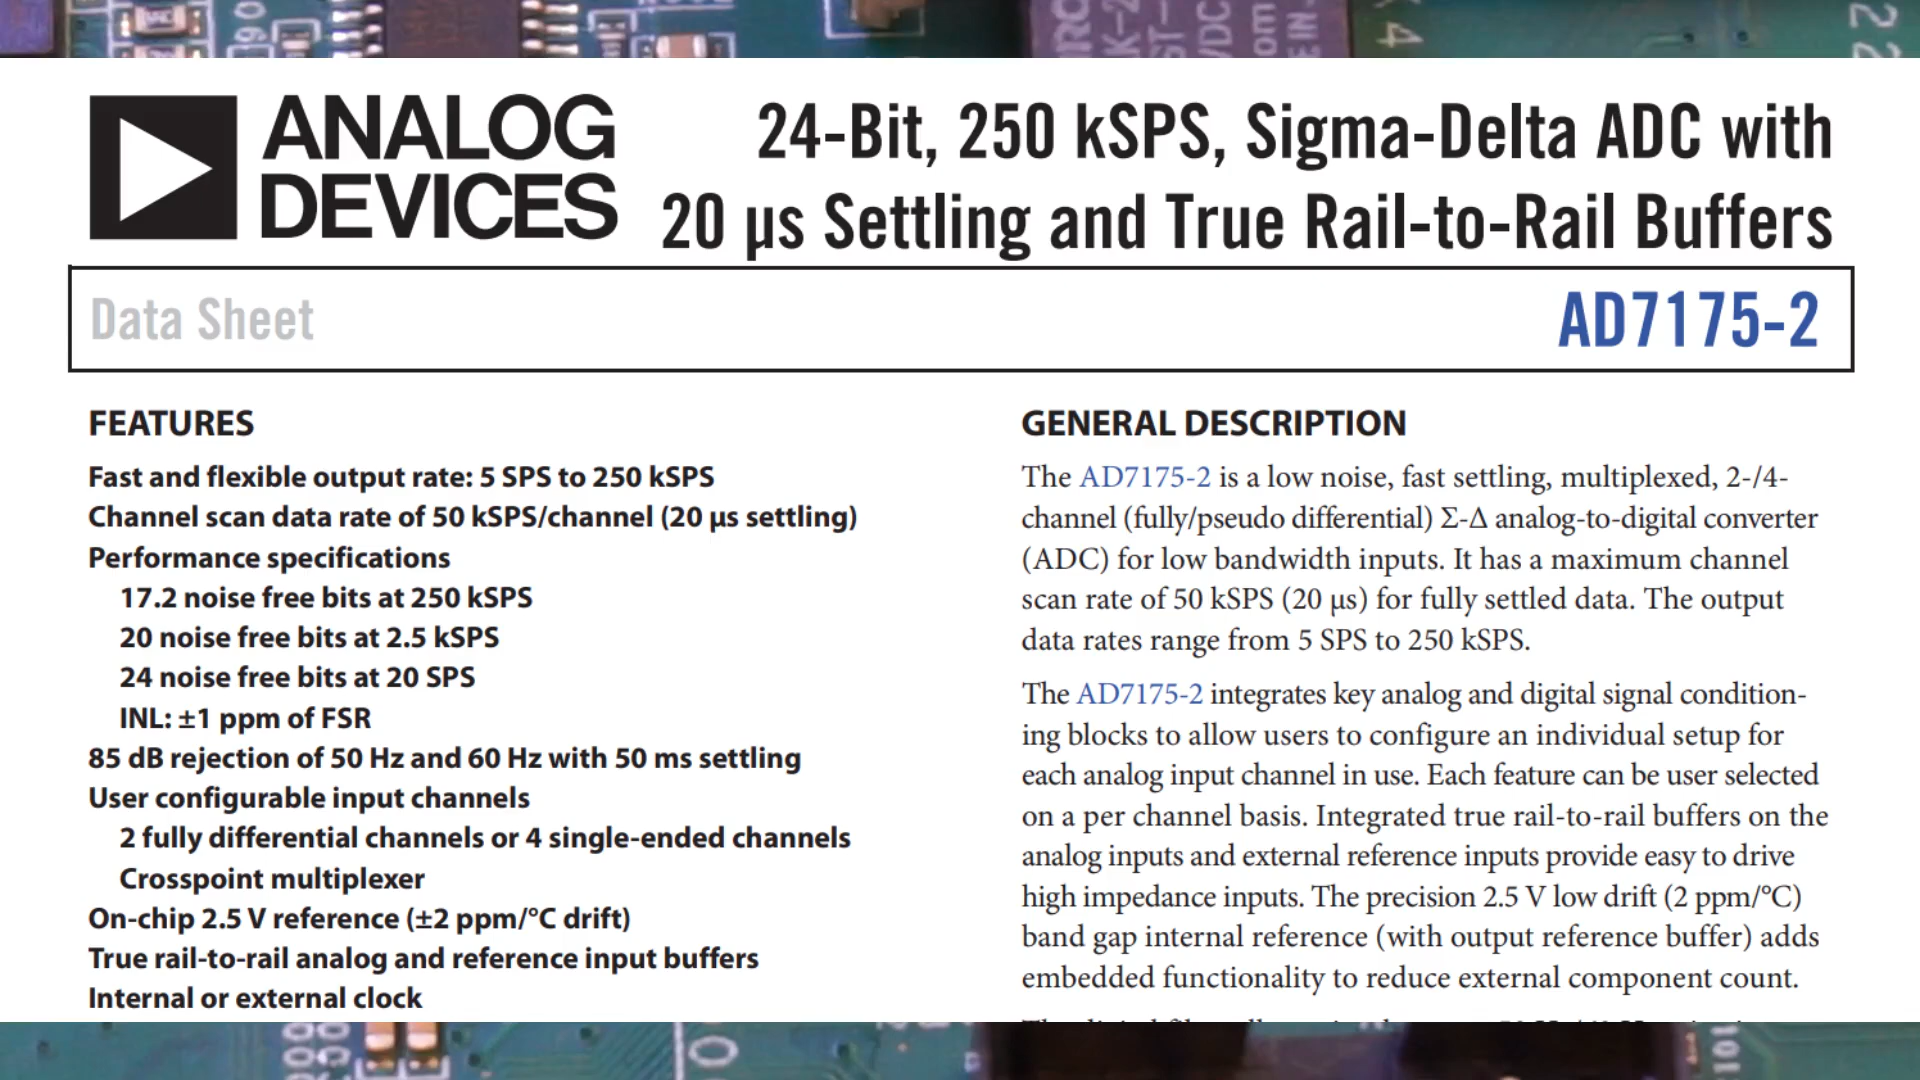 ANALOG
DEVICES
24-Bit, 250 kSPS, Sigma-Delta ADC with
20 µs Settling and True Rail-to-Rail Buffers
Data Sheet
AD7175-2
FEATURES
Fast and flexible output rate: 5 SPS to 250 kSPS
Channel scan data rate of 50 kSPS/channel (20 µs settling)
Performance specifications
17.2 noise free bits at 250 kSPS
20 noise free bits at 2.5 kSPS
24 noise free bits at 20 SPS
INL: ±1 ppm of FSR
85 dB rejection of 50 Hz and 60 Hz with 50 ms settling
User configurable input channels
2 fully differential channels or 4 single-ended channels
Crosspoint multiplexer
On-chip 2.5 V reference (±2 ppm/°C drift)
True rail-to-rail analog and reference input buffers
Internal or external clock
GENERAL DESCRIPTION
The AD7175-2 is a low noise, fast settling, multiplexed, 2-/4-
channel (fully/pseudo differential) Σ-Δ analog-to-digital converter
(ADC) for low bandwidth inputs. It has a maximum channel
scan rate of 50 kSPS (20 µs) for fully settled data. The output
data rates range from 5 SPS to 250 kSPS.
The AD7175-2 integrates key analog and digital signal condition-
ing blocks to allow users to configure an individual setup for
each analog input channel in use. Each feature can be user selected
on a per channel basis. Integrated true rail-to-rail buffers on the
analog inputs and external reference inputs provide easy to drive
high impedance inputs. The precision 2.5 V low drift (2 ppm/°C)
band gap internal reference (with output reference buffer) adds
embedded functionality to reduce external component count.